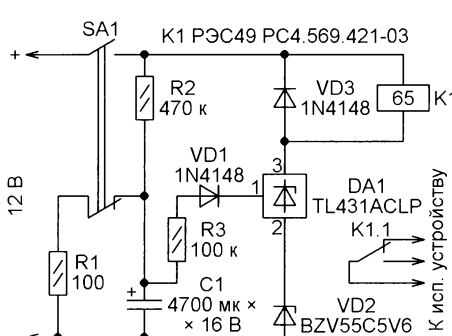 SA1
K1 РЭС49 РС4.569.421-03
+
R2
470 к
VD3
1N4148
K1
65
VD1
1N4148
3
1
2
DA1
TL431ACLP
12 В
R3
100 к
K1.1
К исп. устройству
R1
100
+
C1
4700 мк ×
× 16 В
VD2
BZV55C5V6